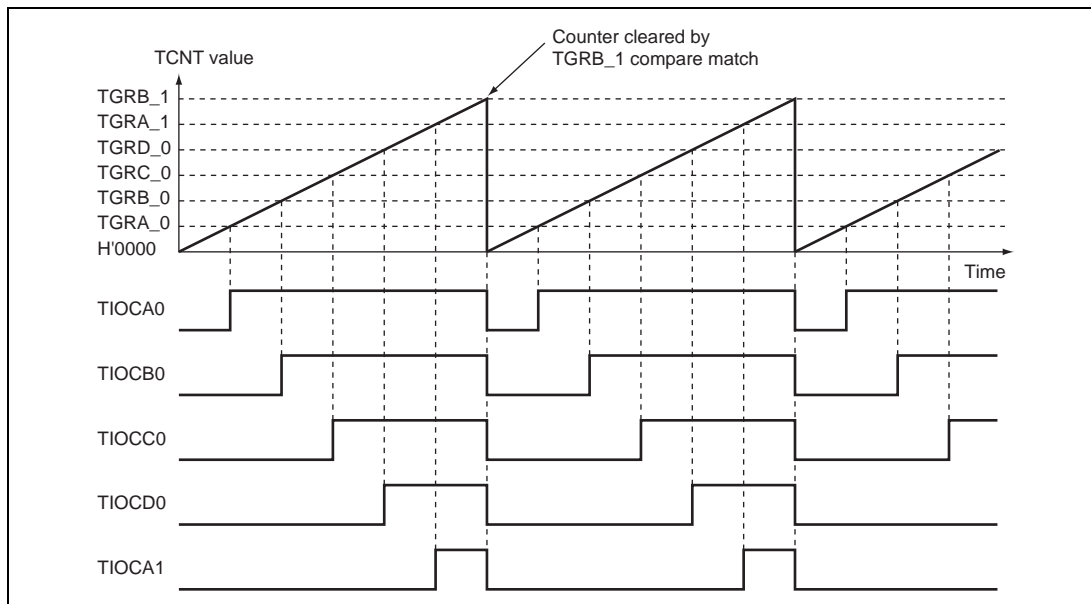 Counter cleared by
TGRB_1 compare match
TCNT value
TGRB_1
TGRA_1
TGRD_0
TGRC_0
TGRB_0
TGRA_0
H'0000
Time
TIOCA0
TIOCB0
TIOCC0
TIOCD0
TIOCA1